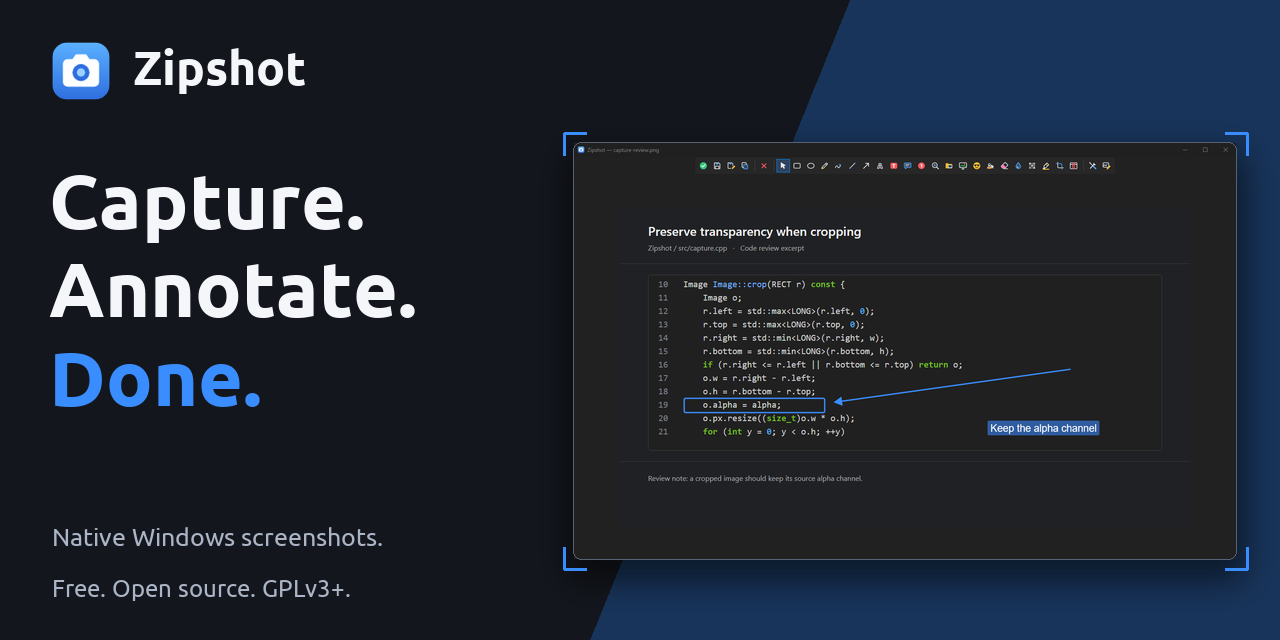 Zipshot
Capture.
Annotate.
Done.
Native Windows screenshots.
Free. Open source. GPLv3+.
Zipshot — capture-review.png
Preserve transparency when cropping
Zipshot / src/capture.cpp · Code review excerpt
10 Image Image::crop(RECT r) const {
11 Image o;
12 r.left = std::max<LONG>(r.left, 0);
13 r.top = std::max<LONG>(r.top, 0);
14 r.right = std::min<LONG>(r.right, w);
15 r.bottom = std::min<LONG>(r.bottom, h);
16 if (r.right <= r.left || r.bottom <= r.top) return o;
17 o.w = r.right - r.left;
18 o.h = r.bottom - r.top;
19 o.alpha = alpha;
20 o.px.resize((size_t)o.w * o.h);
21 for (int y = 0; y < o.h; ++y)
Keep the alpha channel
Review note: a cropped image should keep its source alpha channel.